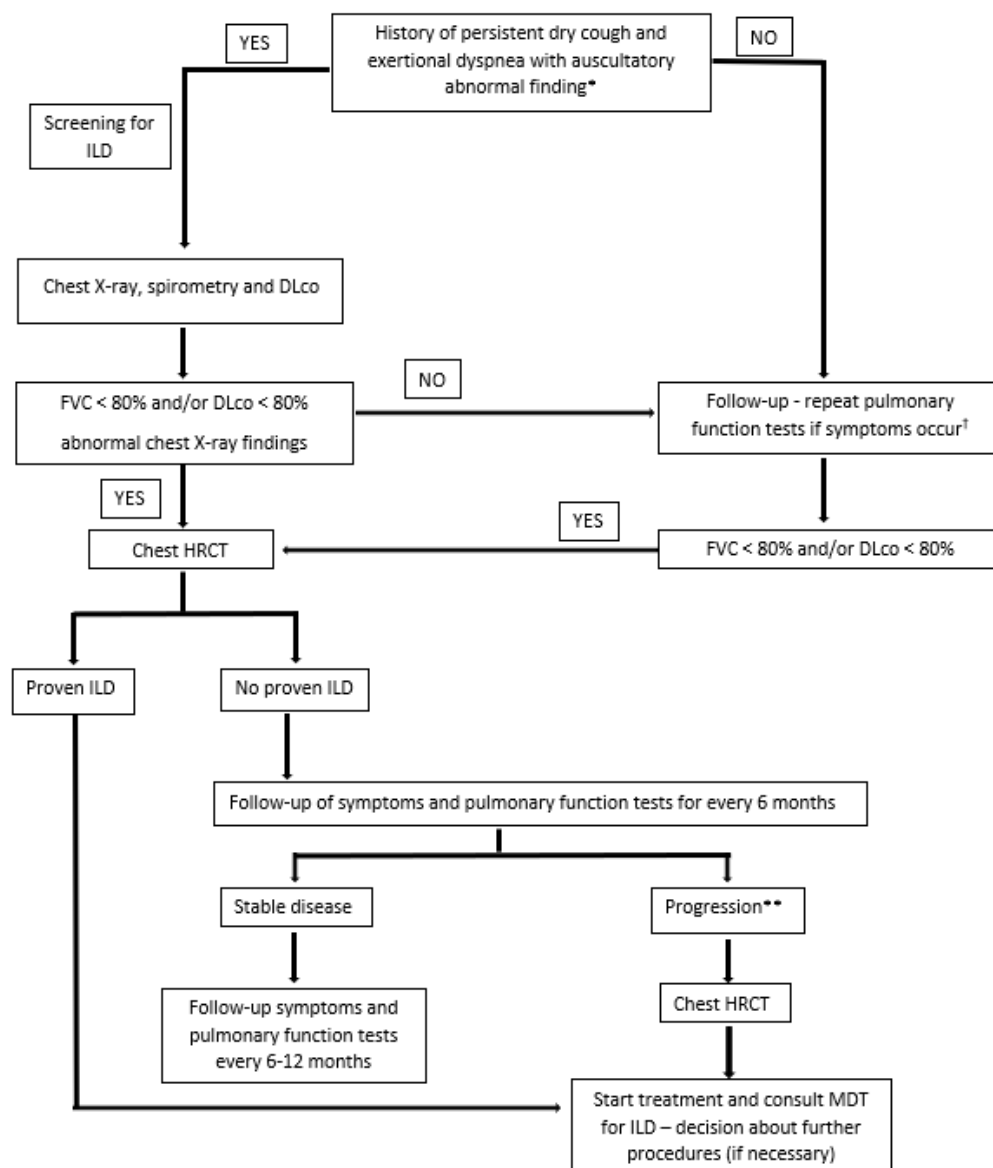 YES
History of persistent dry cough and
exertional dyspnea with auscultatory
abnormal finding*
NO
Screening for
ILD
Chest X-ray, spirometry and DLco
FVC < 80% and/or DLco < 80%
abnormal chest X-ray findings
NO
Follow-up - repeat pulmonary
function tests if symptoms occur†
YES
YES
Chest HRCT
FVC < 80% and/or DLco < 80%
Proven ILD
No proven ILD
Follow-up of symptoms and pulmonary function tests for every 6 months
Stable disease
Progression**
Follow-up symptoms and
pulmonary function tests
every 6-12 months
Chest HRCT
Start treatment and consult MDT
for ILD – decision about further
procedures (if necessary)